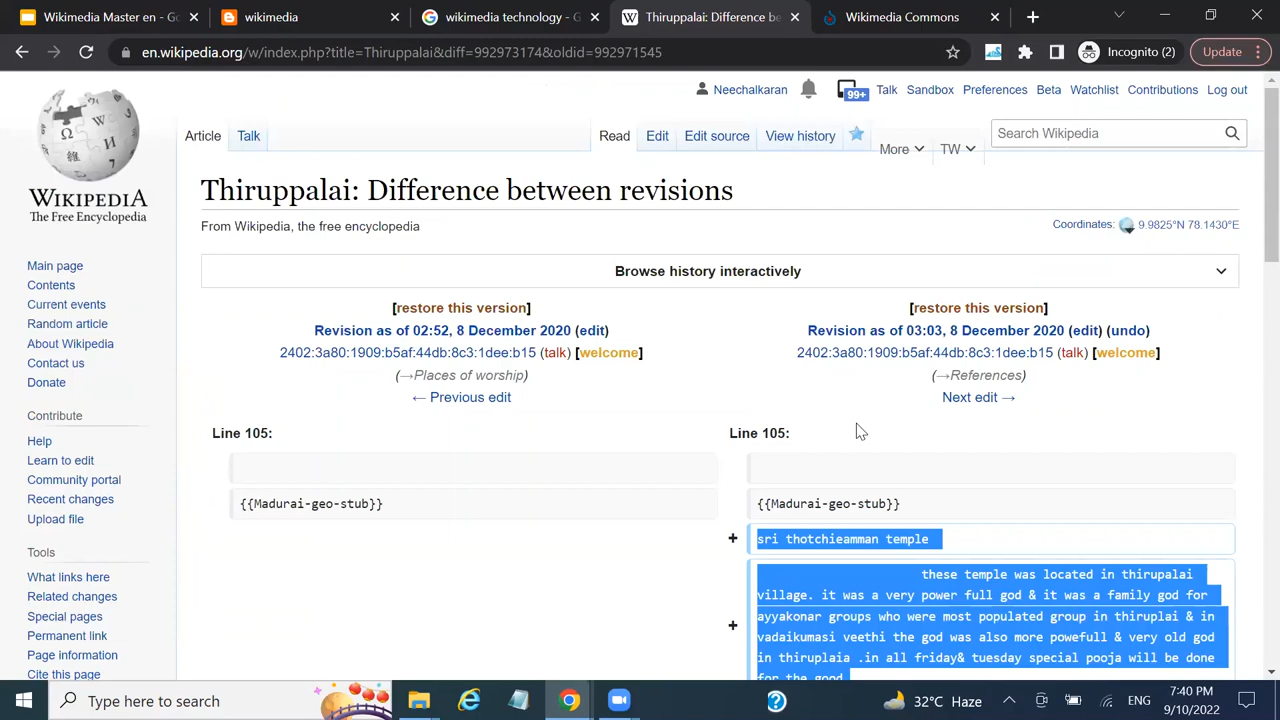 Wikimedia Master en - Go
wikimedia
wikimedia technology - G
Thiruppalai: Difference be
Wikimedia Commons
en.wikipedia.org/w/index.php?title=Thiruppalai&diff=992973174&oldid=992971545
Incognito (2)
Update
Neechalkaran
99+
Talk
Sandbox
Preferences
Beta
Watchlist
Contributions
Log out
WIKIPEDIA
The Free Encyclopedia
Article
Talk
Read
Edit
Edit source
View history
More
TW
Search Wikipedia
Thiruppalai: Difference between revisions
From Wikipedia, the free encyclopedia
Coordinates: 9.9825°N 78.1430°E
Main page
Contents
Current events
Random article
About Wikipedia
Contact us
Donate
Contribute
Help
Learn to edit
Community portal
Recent changes
Upload file
Tools
What links here
Related changes
Special pages
Permanent link
Page information
Cite this page
Browse history interactively
[restore this version]
Revision as of 02:52, 8 December 2020 (edit)
2402:3a80:1909:b5af:44db:8c3:1dee:b15 (talk) [welcome]
(→Places of worship)
← Previous edit
[restore this version]
Revision as of 03:03, 8 December 2020 (edit) (undo)
2402:3a80:1909:b5af:44db:8c3:1dee:b15 (talk) [welcome]
(→References)
Next edit →
Line 105:
Line 105:
{{Madurai-geo-stub}}
{{Madurai-geo-stub}}
+ sri thotchieamman temple
these temple was located in thirupalai
village. it was a very power full god & it was a family god for
ayyakonar groups who were most populated group in thiruplai & in
+ vadaikumasi veethi the god was also more powefull & very old god
in thiruplaia .in all friday& tuesday special pooja will be done
for the good
Type here to search
32°C Haze
ENG
7:40 PM
9/10/2022